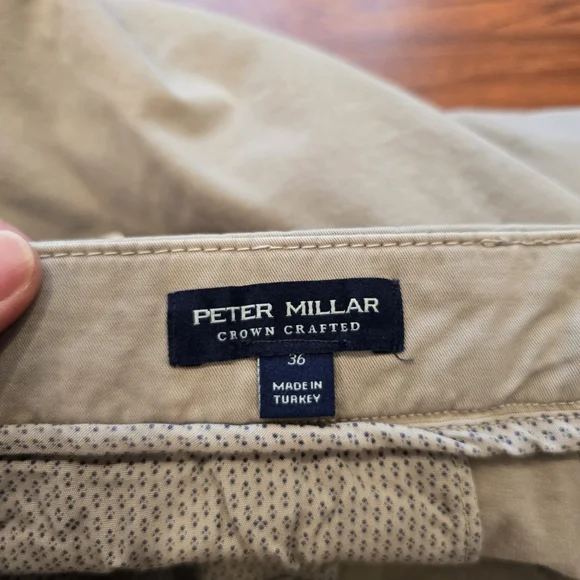 PETER MILLAR
CROWN CRAFTED
36
MADE IN
TURKEY